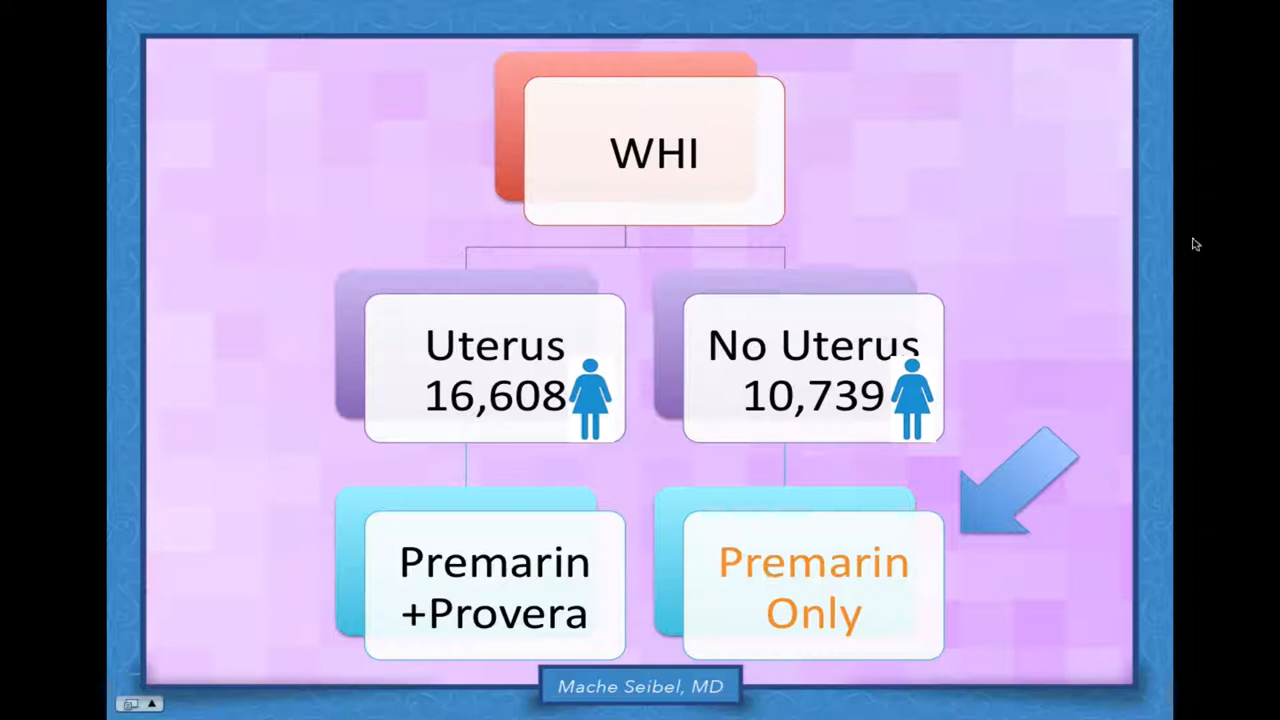 WHI
Uterus
16,608
No Uterus
10,739
Premarin
+Provera
Premarin
Only
Mache Seibel, MD